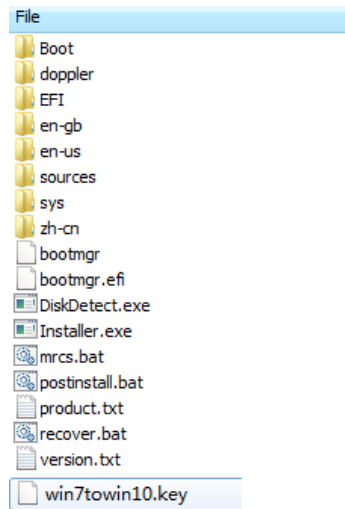 File
Boot
doppler
EFI
en-gb
en-us
sources
sys
zh-cn
bootmgr
bootmgr.efi
DiskDetect.exe
Installer.exe
mrcs.bat
postinstall.bat
product.txt
recover.bat
version.txt
win7towin10.key